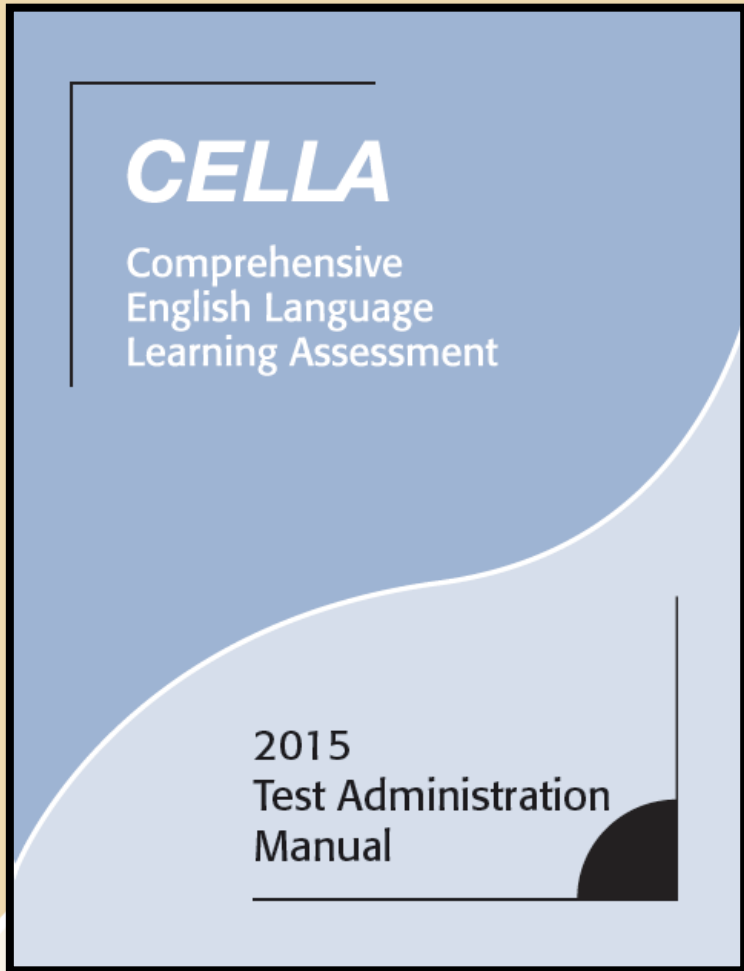 CELLA
Comprehensive
English Language
Learning Assessment
2015
Test Administration
Manual